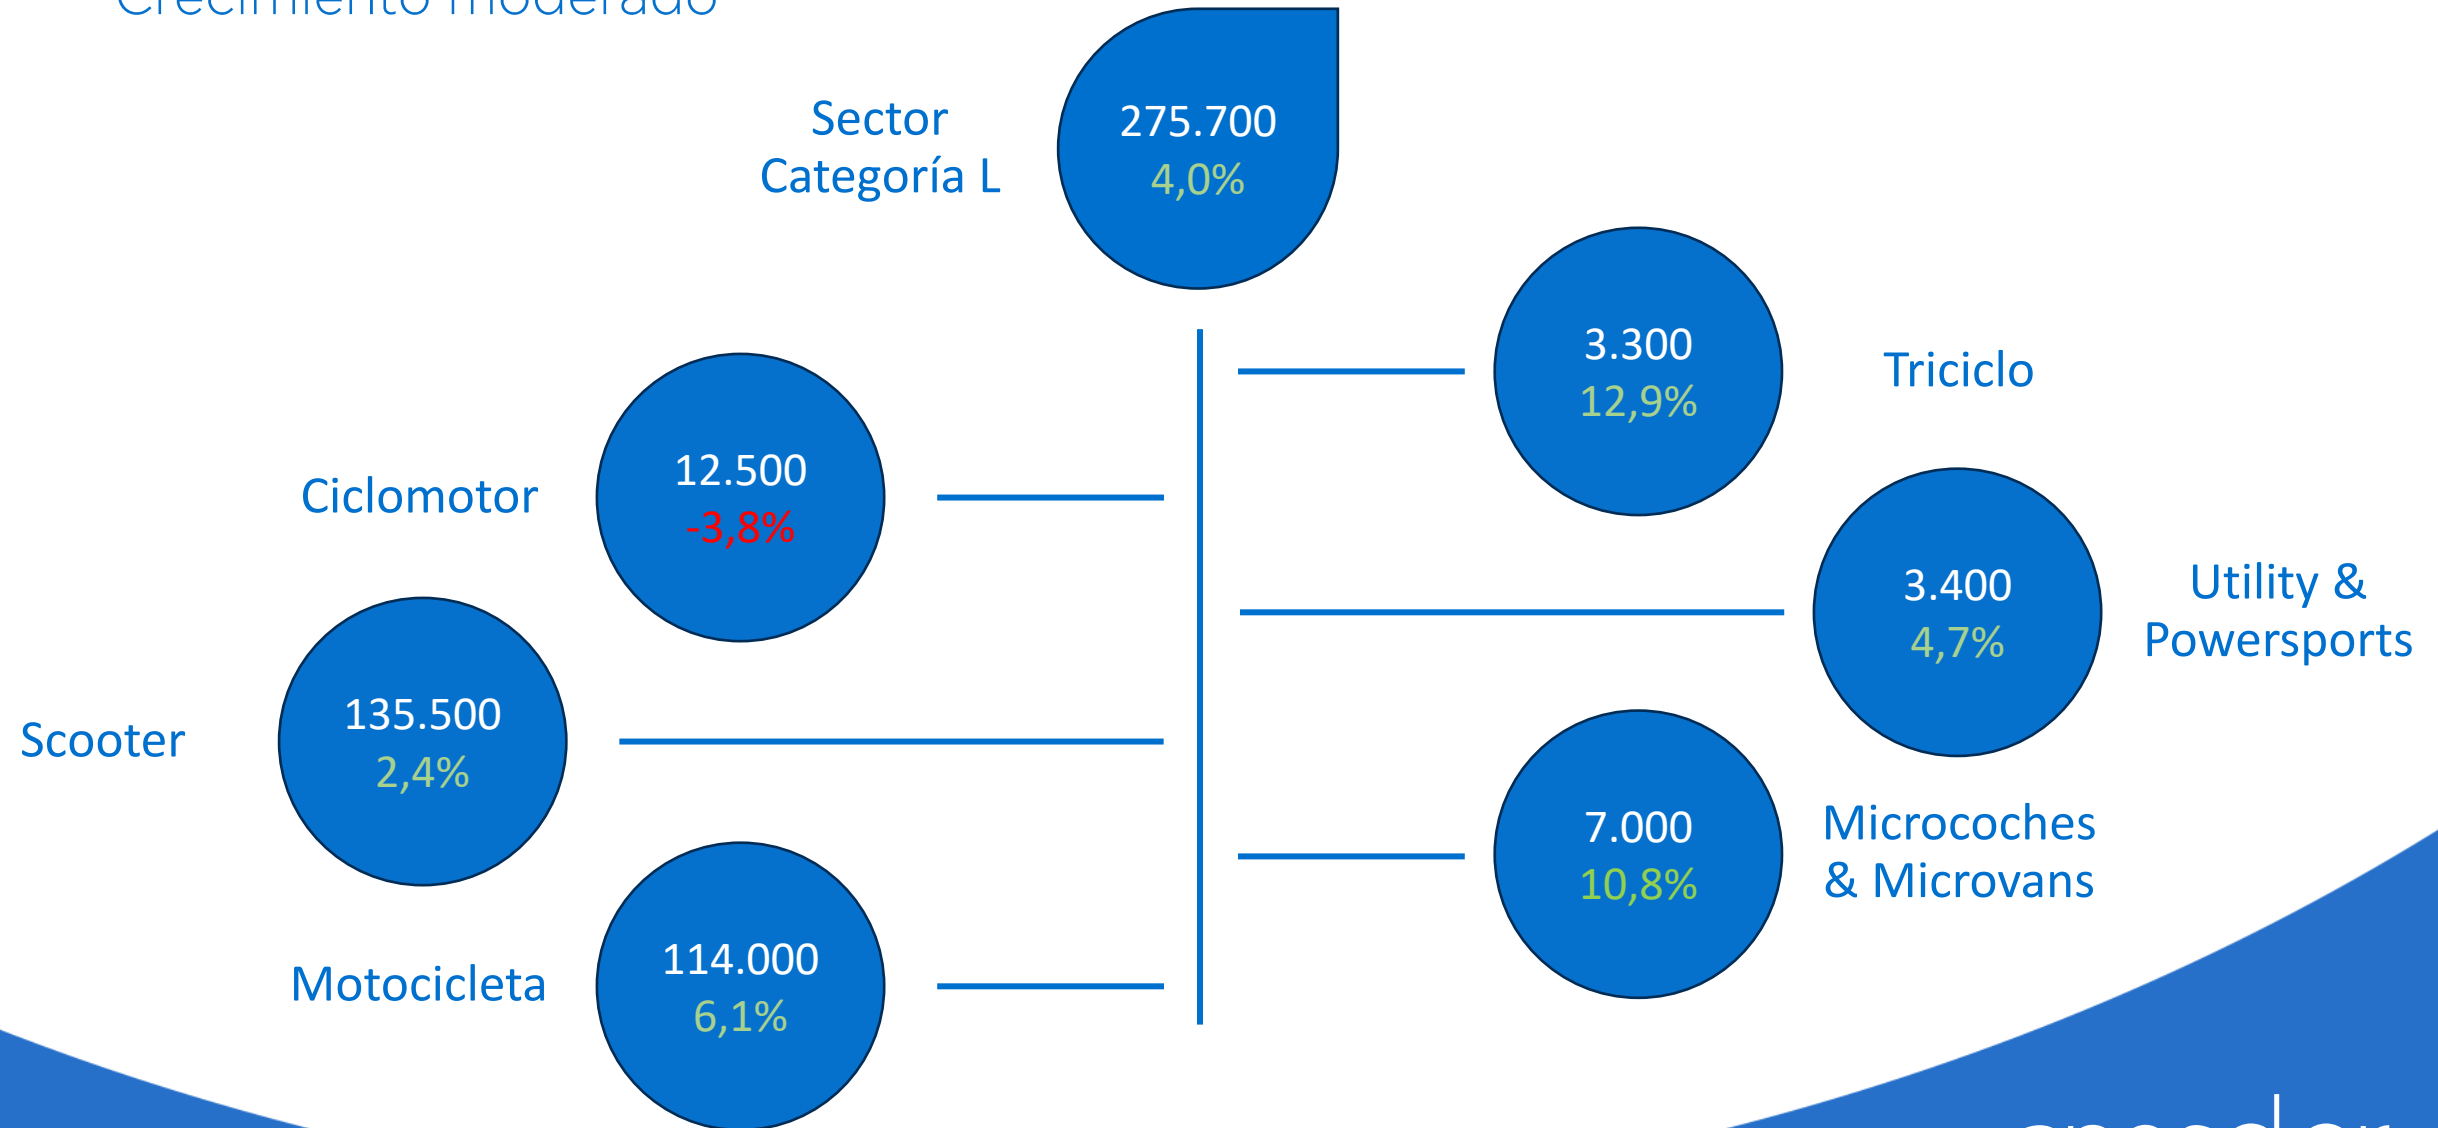 Crecimiento moderado
Sector
Categoría L
275.700
4,0%
3.300
12,9%
Triciclo
Ciclomotor
12.500
-3,8%
3.400
4,7%
Utility &
Powersports
Scooter
135.500
2,4%
7.000
10,8%
Microcoches
& Microvans
Motocicleta
114.000
6,1%